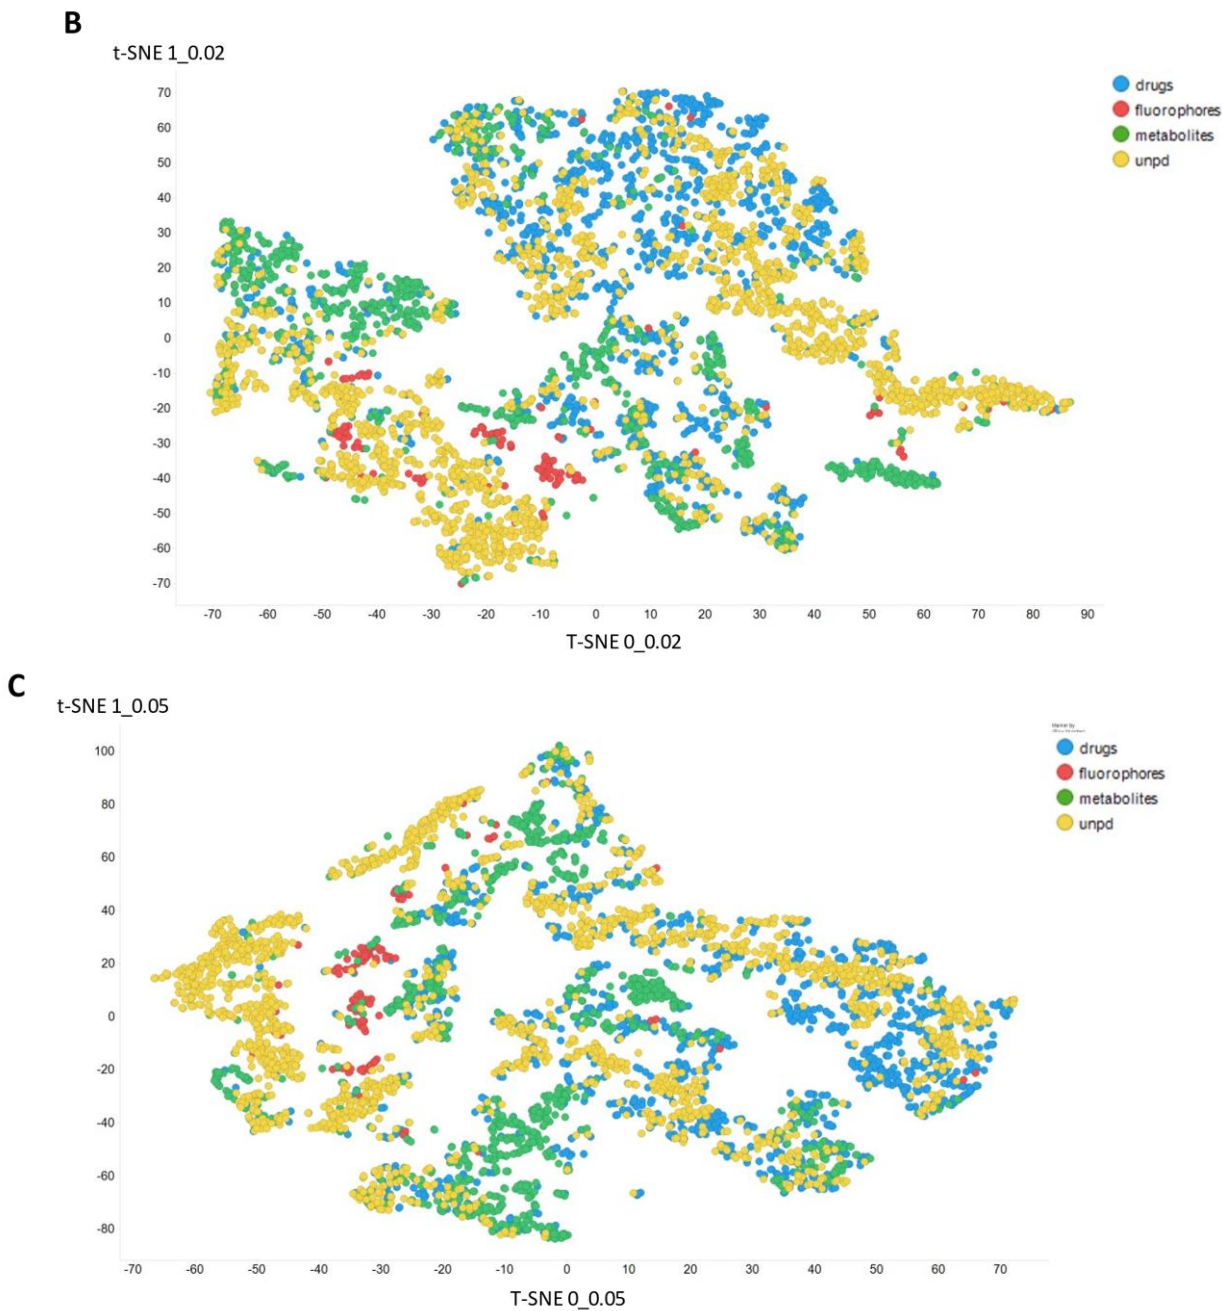 B
t-SNE 1_0.02
drugs
fluorophores
metabolites
unpd
70
60
50
40
30
20
10
0
-10
-20
-30
-40
-50
-60
-70
-70 -60 -50 -40 -30 -20 -10 0 10 20 30 40 50 60 70 80 90
T-SNE 0_0.02
C
t-SNE 1_0.05
drugs
fluorophores
metabolites
unpd
100
80
60
40
20
0
-20
-40
-60
-80
-70 -60 -50 -40 -30 -20 -10 0 10 20 30 40 50 60 70
T-SNE 0_0.05